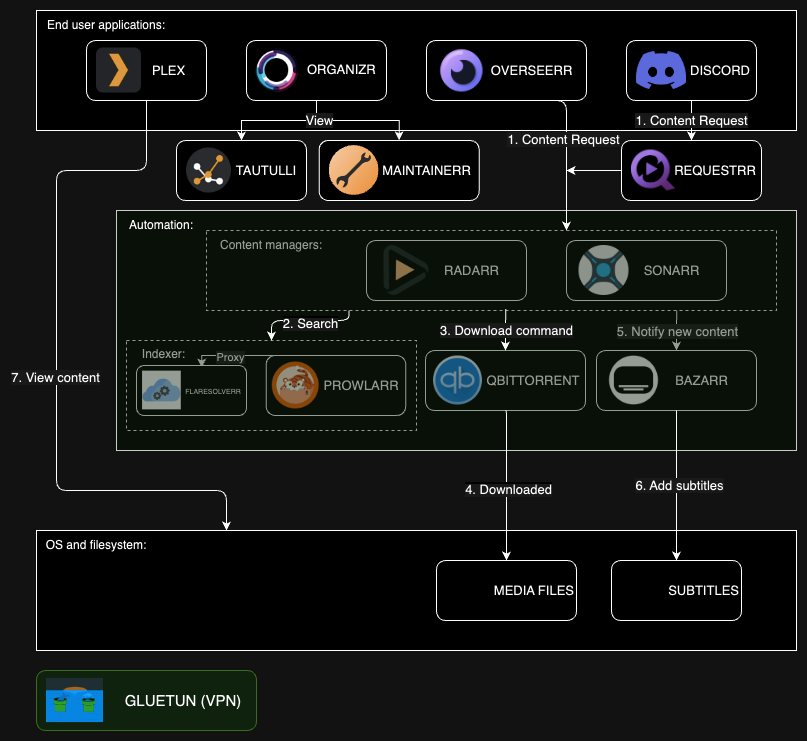 End user applications:
PLEX
ORGANIZR
OVERSEERR
DISCORD
View
1. Content Request
1. Content Request
TAUTULLI
MAINTAINERR
REQUESTRR
Automation:
Content managers:
RADARR
SONARR
2. Search
3. Download command
5. Notify new content
Indexer:
Proxy
FLARESOLVERR
PROWLARR
qb
QBITTORRENT
BAZARR
7. View content
4. Downloaded
6. Add subtitles
OS and filesystem:
MEDIA FILES
SUBTITLES
GLUETUN (VPN)